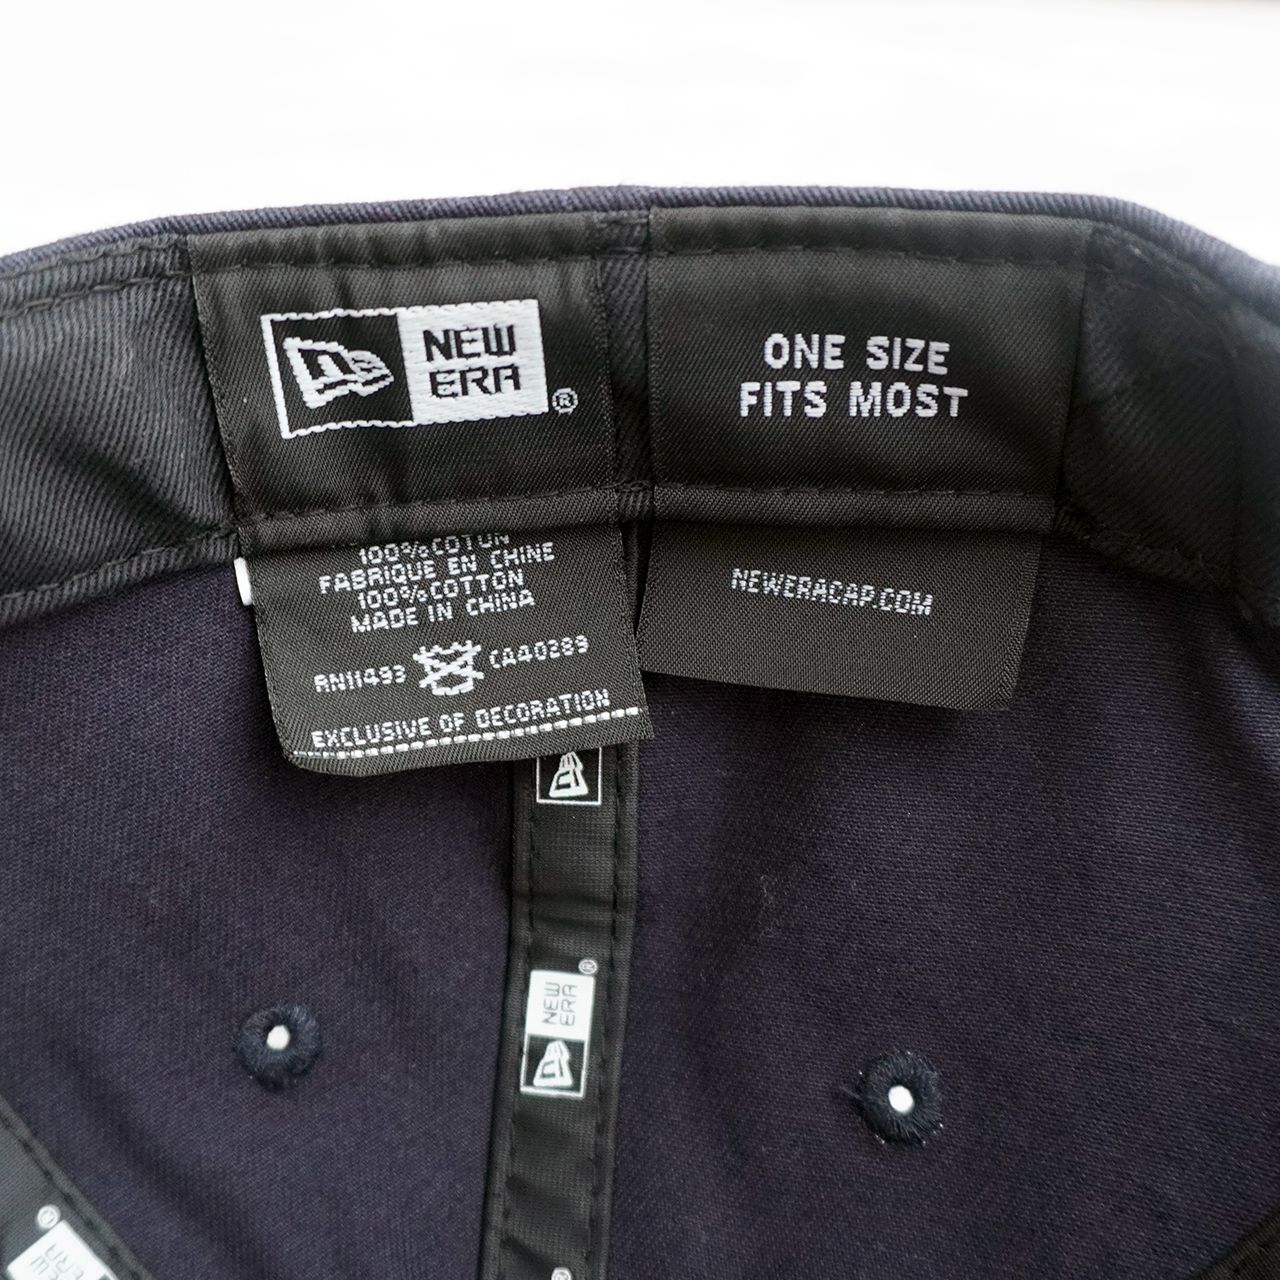 NEW
ERA
®
ONE SIZE
FITS MOST
100% COTON
FABRIQUE EN CHINE
100% COTTON
MADE IN CHINA
RN11493
CA40289
EXCLUSIVE OF DECORATION
NEWERACAP.COM
NEW
ERA
®